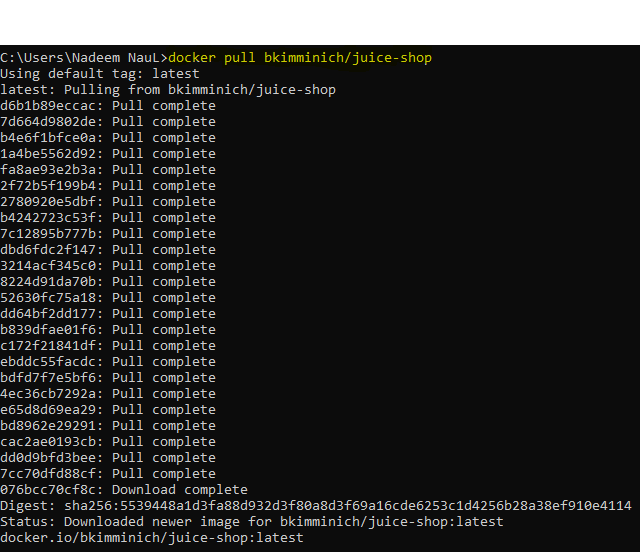 C:\Users\Nadeem NauL>docker pull bkimminich/juice-shop
Using default tag: latest
latest: Pulling from bkimminich/juice-shop
d6b1b89eccac: Pull complete
7d664d9802de: Pull complete
b4e6f1bfce0a: Pull complete
1a4be5562d92: Pull complete
fa8ae93e2b3a: Pull complete
2f72b5f199b4: Pull complete
2780920e5dbf: Pull complete
b4242723c53f: Pull complete
7c12895b777b: Pull complete
dbd6fdc2f147: Pull complete
3214acf345c0: Pull complete
8224d91da70b: Pull complete
52630fc75a18: Pull complete
dd64bf2dd177: Pull complete
b839dfae01f6: Pull complete
c172f21841df: Pull complete
ebddc55facdc: Pull complete
bdfd7f7e5bf6: Pull complete
4ec36cb7292a: Pull complete
e65d8d69ea29: Pull complete
bd8962e29291: Pull complete
cac2ae0193cb: Pull complete
dd0d9bfd3bee: Pull complete
7cc70dfd88cf: Pull complete
076bcc70cf8c: Download complete
Digest: sha256:5539448a1d3fa88d932d3f80a8d3f69a16cde6253c1d4256b28a38ef910e4114
Status: Downloaded newer image for bkimminich/juice-shop:latest
docker.io/bkimminich/juice-shop:latest